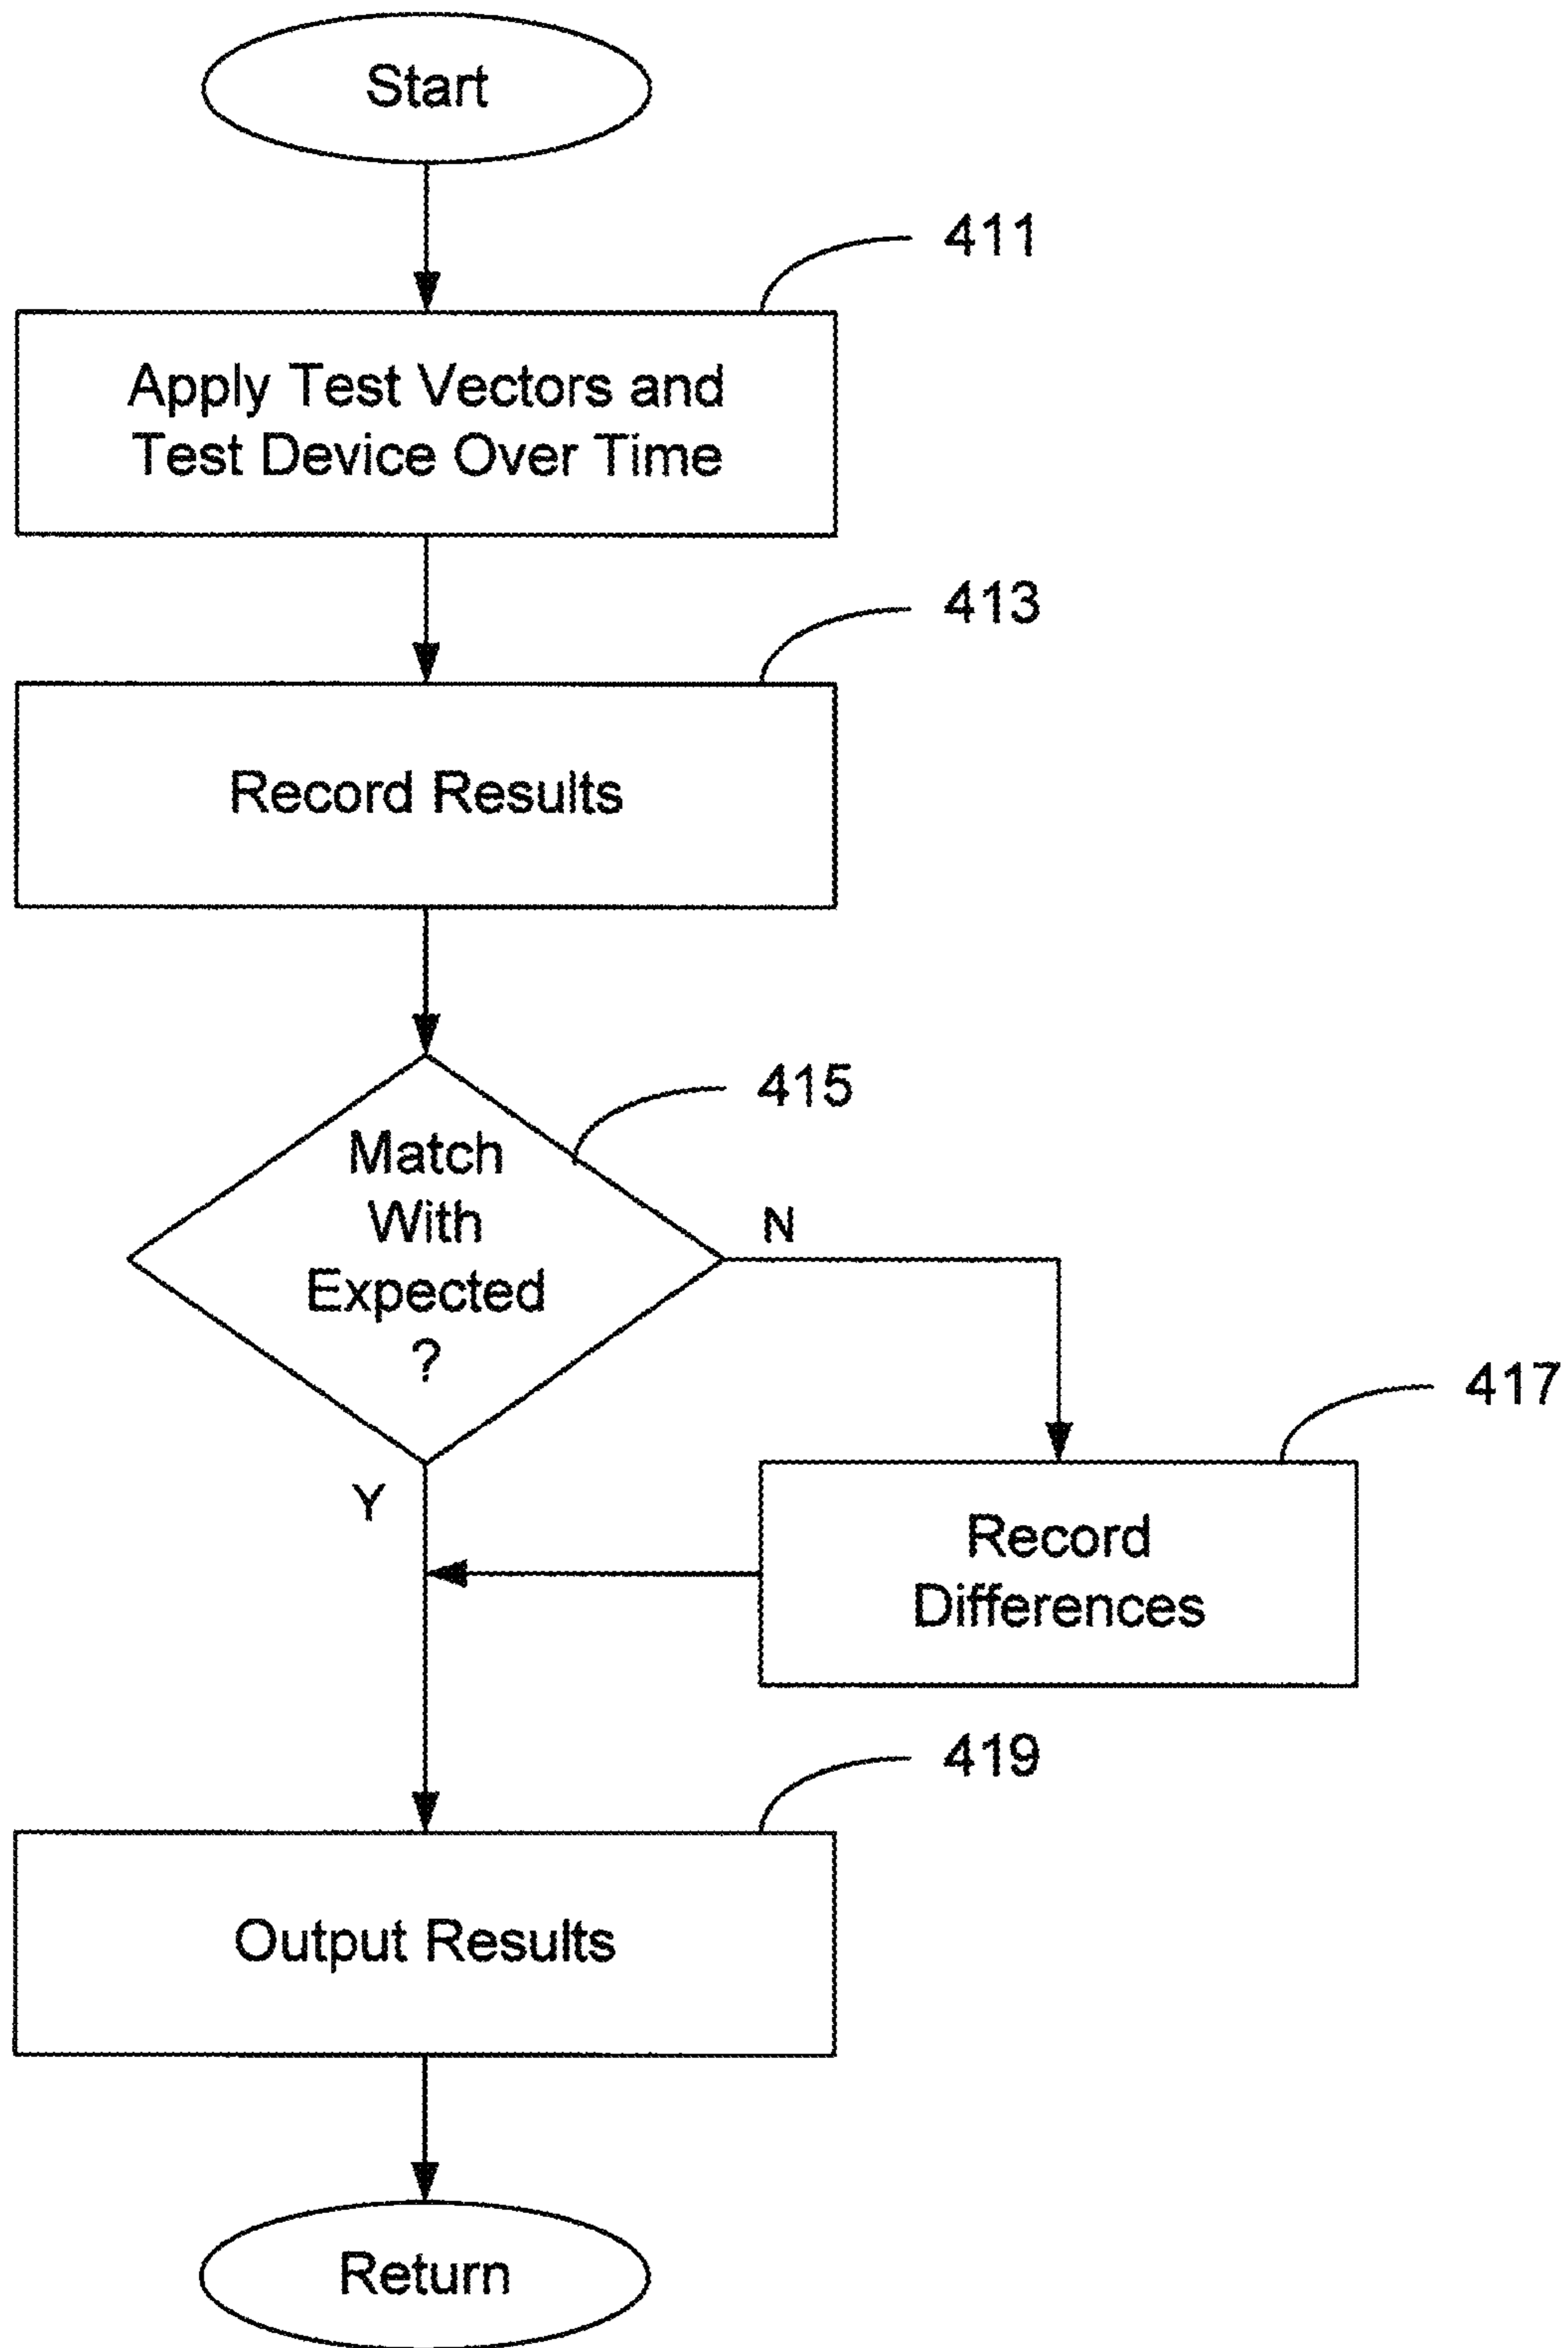 Start
411
Apply Test Vectors and
Test Device Over Time
413
Record Results
415
Match
With
Expected
?
N
417
Y
Record
Differences
419
Output Results
Return